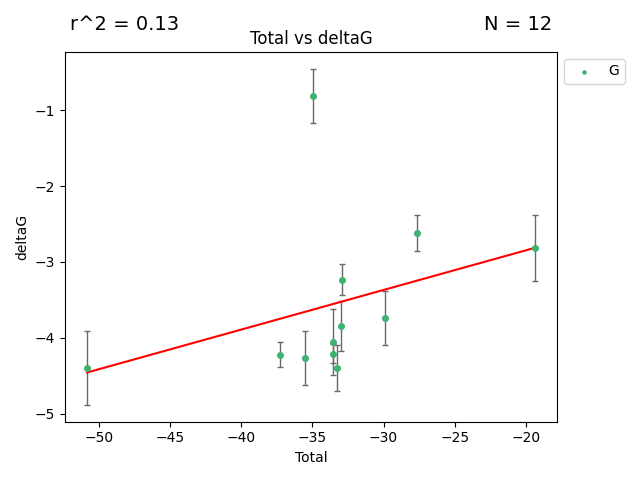 r^2 = 0.13
N = 12
Total vs deltaG
G
deltaG
−1
−2
−3
−4
−5
−50
−45
−40
−35
−30
−25
−20
Total